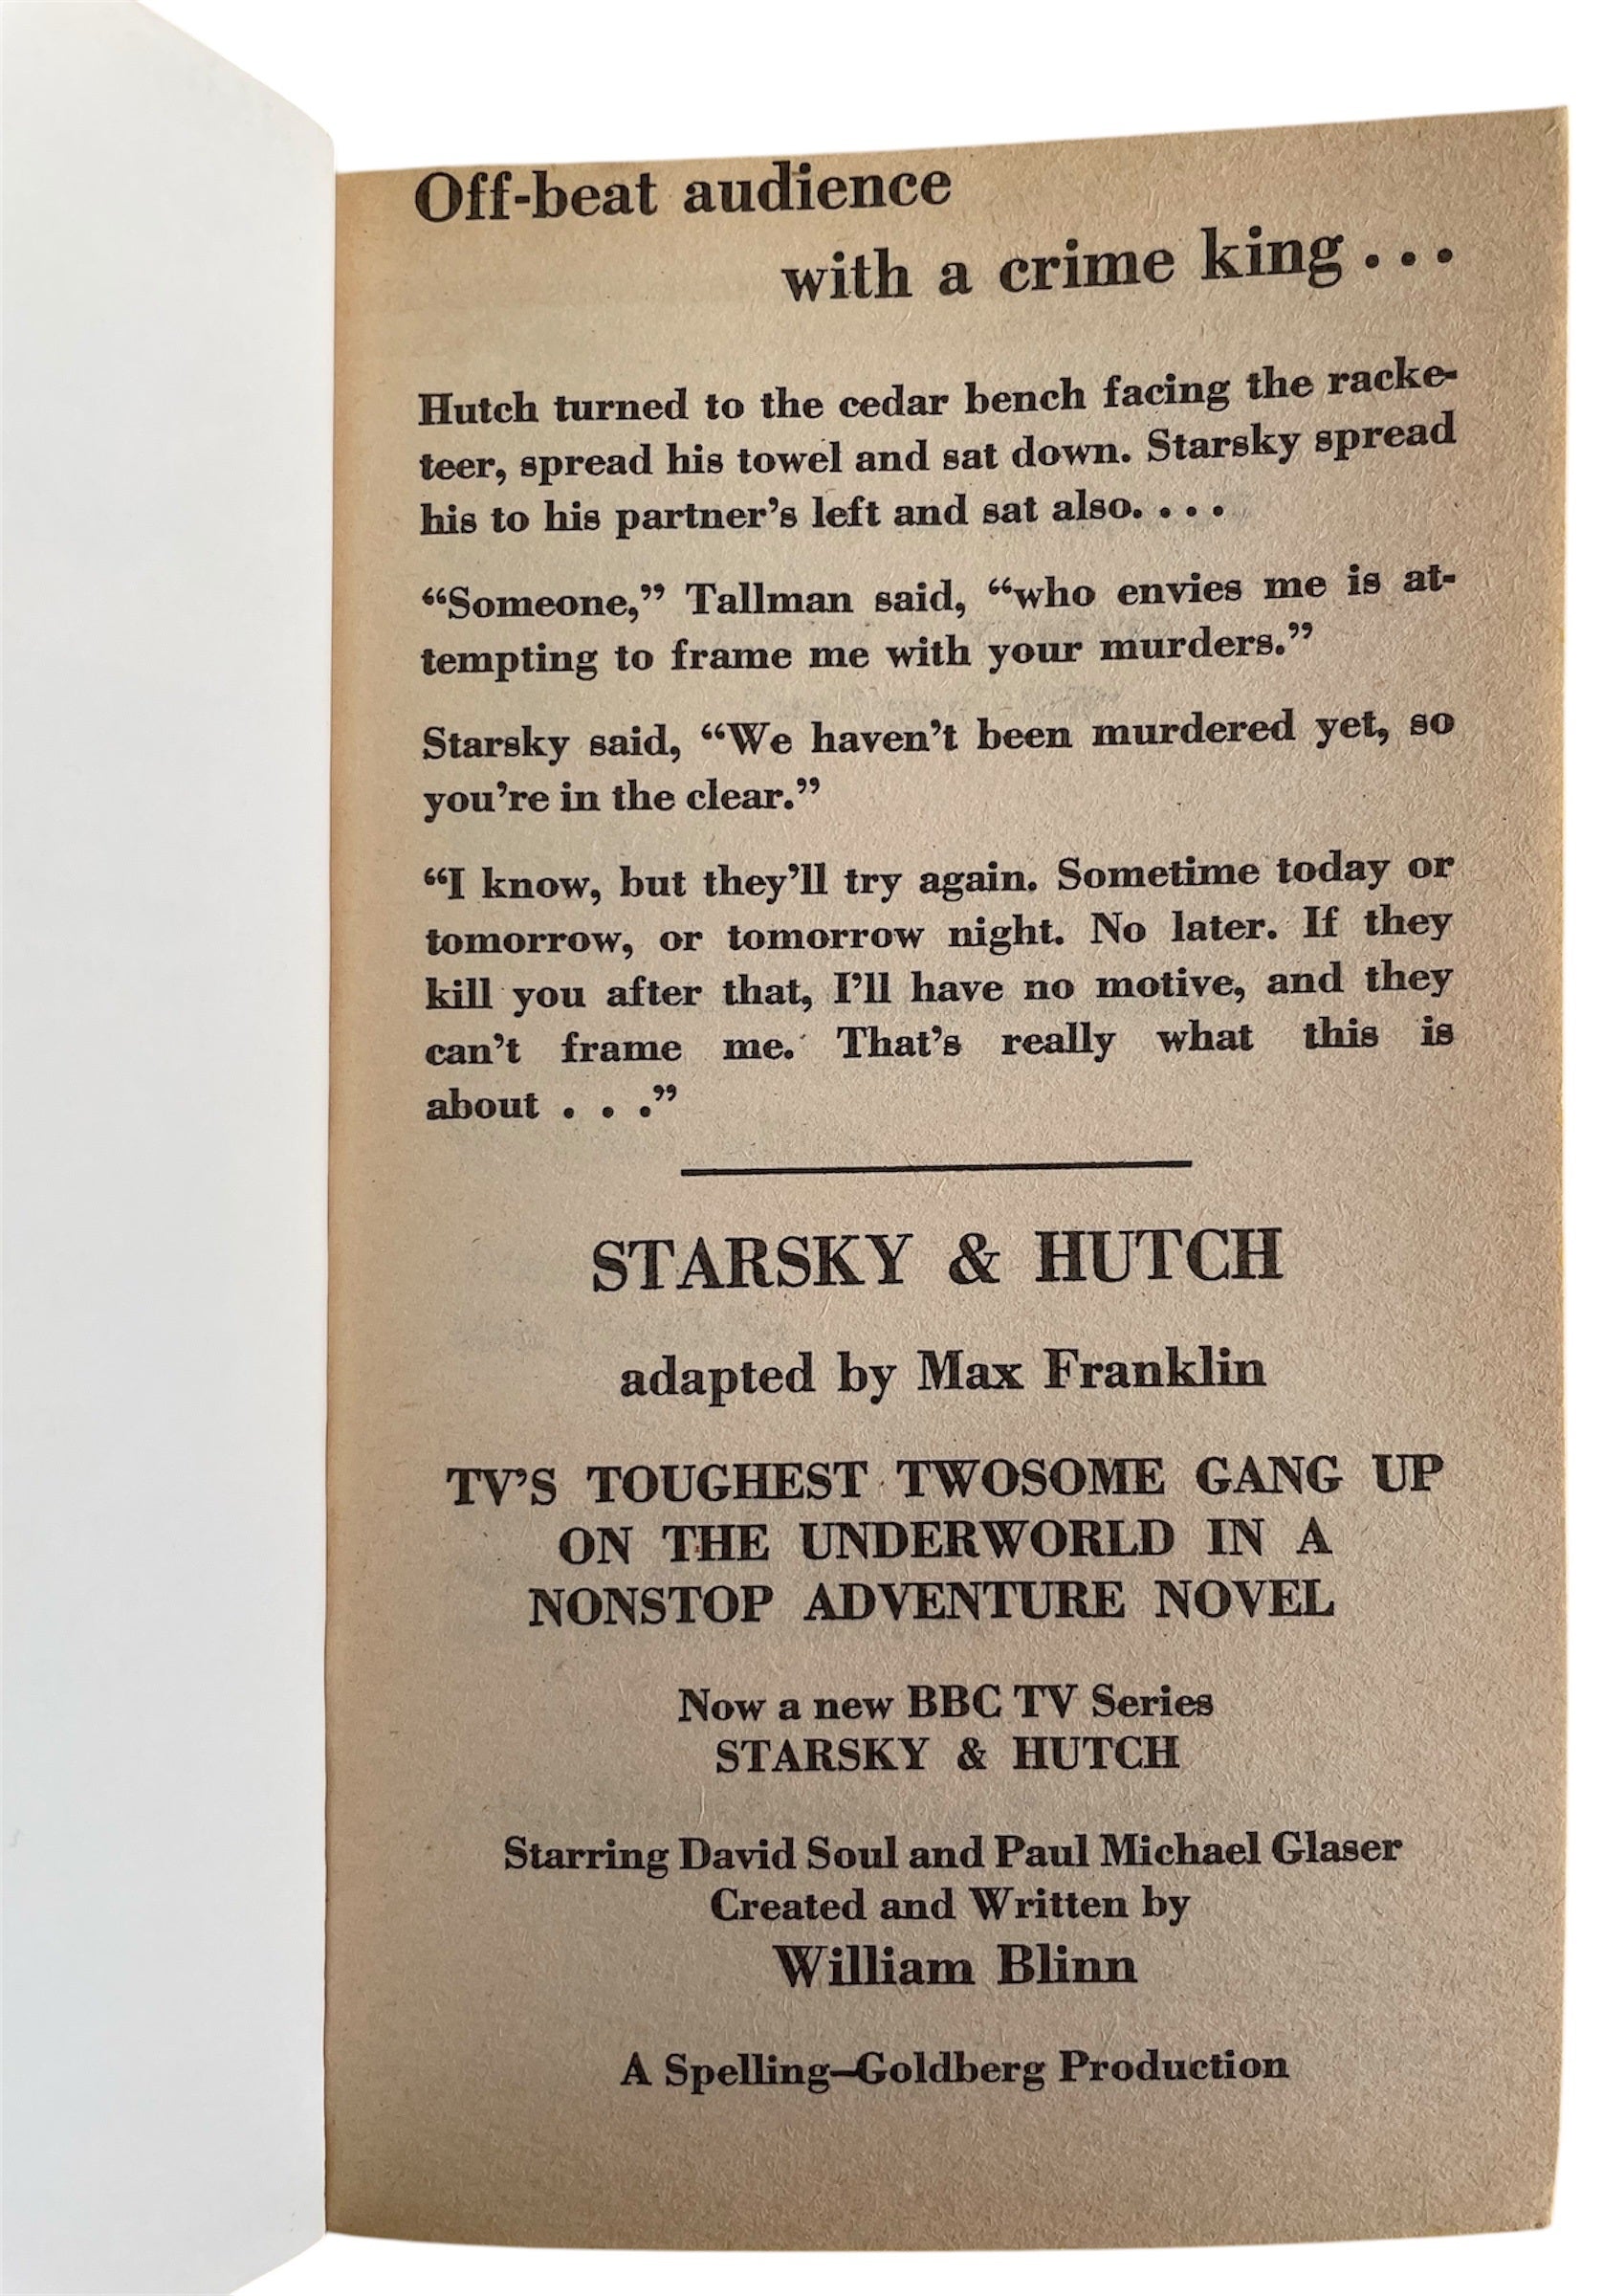 Off-beat audience
with a crime king . . .
Hutch turned to the cedar bench facing the racke-
teer, spread his towel and sat down. Starsky spread
his to his partner's left and sat also. . . .
“Someone,” Tallman said, “who envies me is at-
tempting to frame me with your murders.”
Starsky said, “We haven't been murdered yet, so
you're in the clear.”
“I know, but they'll try again. Sometime today or
tomorrow, or tomorrow night. No later. If they
kill you after that, I'll have no motive, and they
can't frame me. That's really what this is
about . . .”
STARSKY & HUTCH
adapted by Max Franklin
TV'S TOUGHEST TWOSOME GANG UP
ON THE UNDERWORLD IN A
NONSTOP ADVENTURE NOVEL
Now a new BBC TV Series
STARSKY & HUTCH
Starring David Soul and Paul Michael Glaser
Created and Written by
William Blinn
A Spelling–Goldberg Production